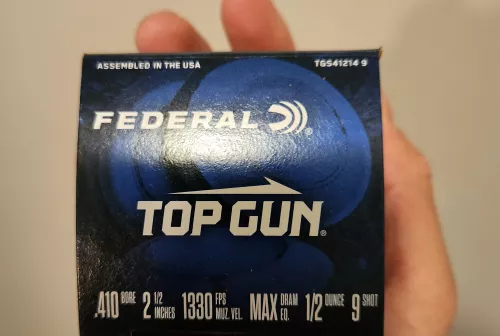 ASSEMBLED IN THE USA TGS41214 9
FEDERAL®
TOP GUN®
.410 BORE 2 1/2 INCHES 1330 FPS MUZ. VEL. MAX DRAM EQ. 1/2 OUNCE 9 SHOT